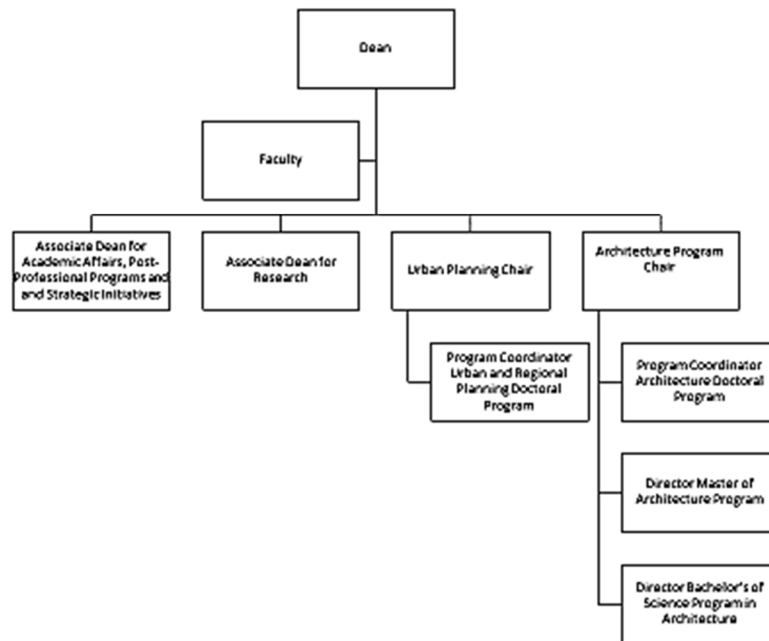 Dean
Faculty
Associate Dean for
Academic Affairs, Post-
Professional Programs and
and Strategic Initiatives
Associate Dean for
Research
Urban Planning Chair
Architecture Program
Chair
Program Coordinator
Urban and Regional
Planning Doctoral
Program
Program Coordinator
Architecture Doctoral
Program
Director Master of
Architecture Program
Director Bachelor's of
Science Program in
Architecture